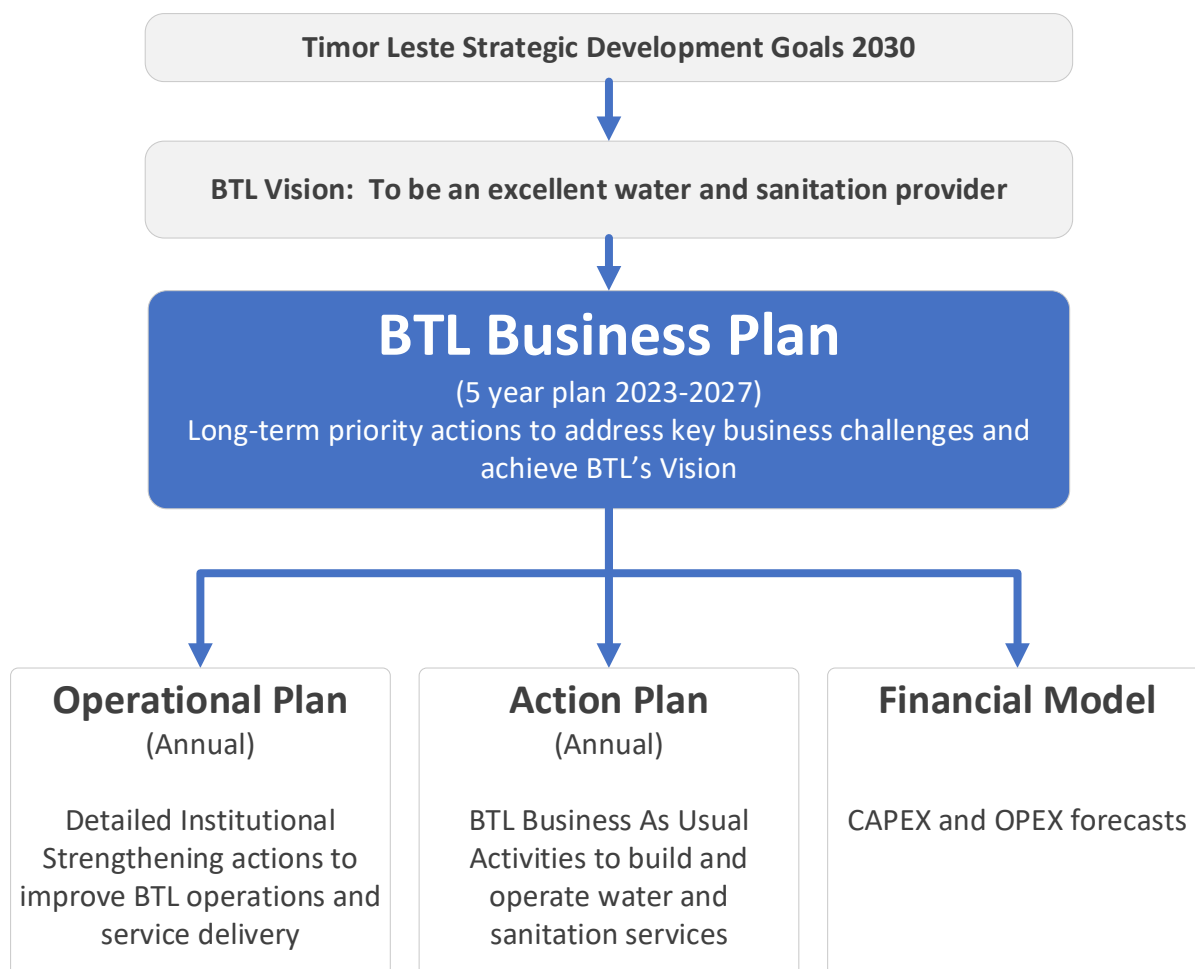 Timor Leste Strategic Development Goals 2030
BTL Vision:  To be an excellent water and sanitation provider
BTL Business Plan
(5 year plan 2023-2027)
Long-term priority actions to address key business challenges and
achieve BTL’s Vision
Operational Plan
(Annual)
Detailed Institutional
Strengthening actions to
improve BTL operations and
service delivery
Action Plan
(Annual)
BTL Business As Usual
Activities to build and
operate water and
sanitation services
Financial Model
CAPEX and OPEX forecasts